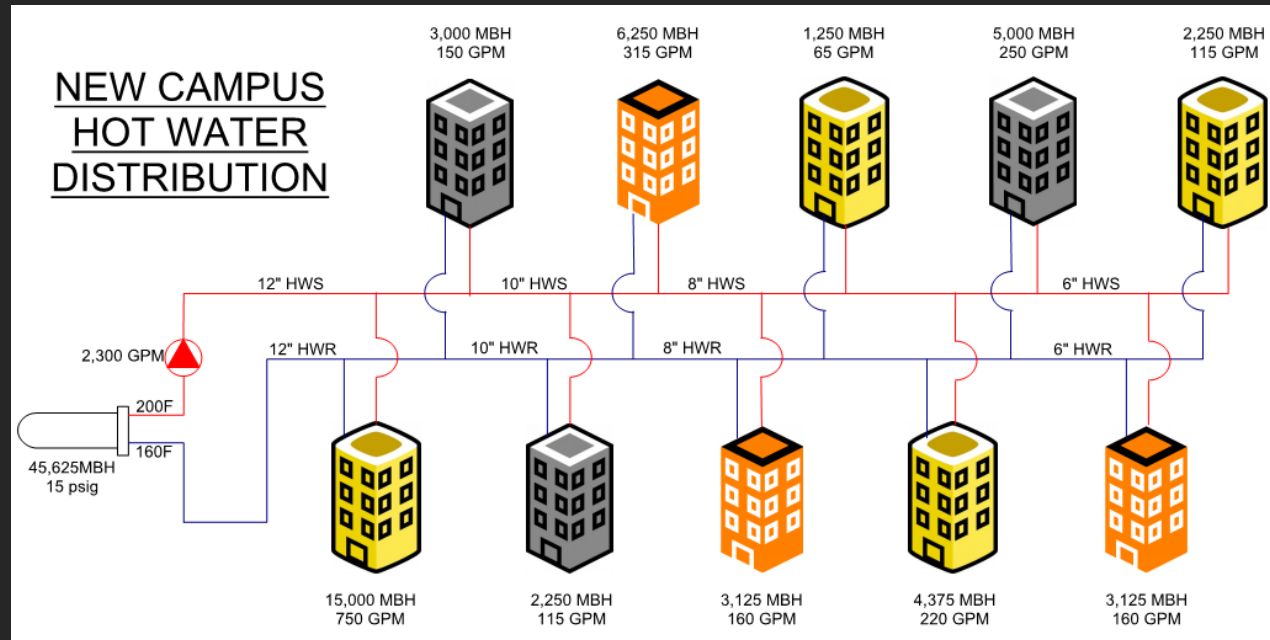 NEW CAMPUS
HOT WATER
DISTRIBUTION
3,000 MBH
150 GPM
6,250 MBH
315 GPM
1,250 MBH
65 GPM
5,000 MBH
250 GPM
2,250 MBH
115 GPM
12" HWS
10" HWS
8" HWS
6" HWS
2,300 GPM
12" HWR
10" HWR
8" HWR
6" HWR
200F
160F
45,625MBH
15 psig
15,000 MBH
750 GPM
2,250 MBH
115 GPM
3,125 MBH
160 GPM
4,375 MBH
220 GPM
3,125 MBH
160 GPM